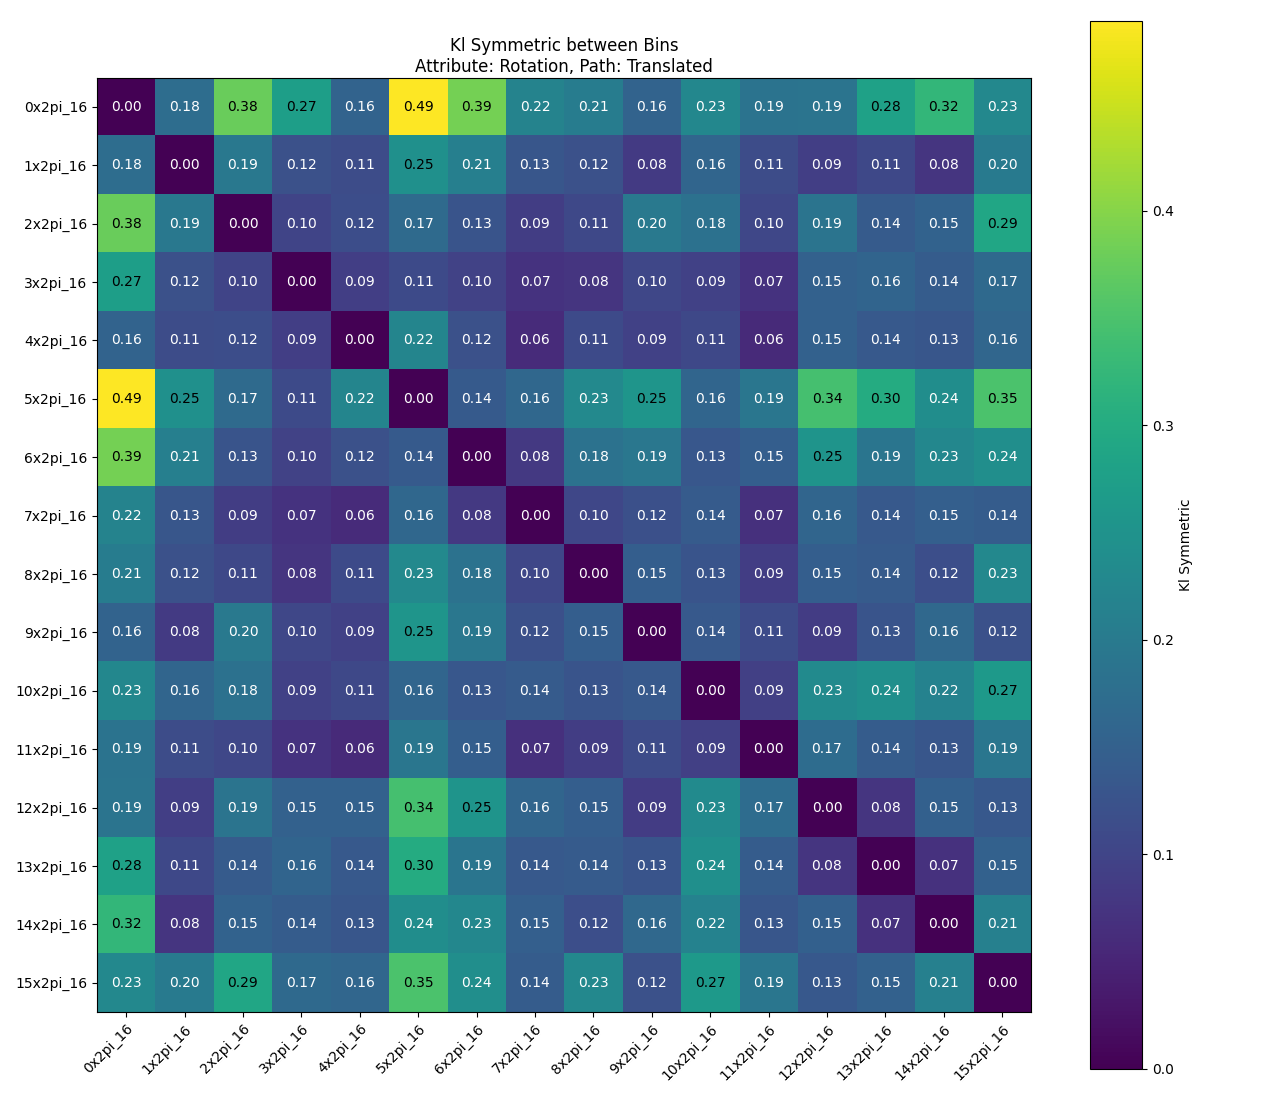 Kl Symmetric between Bins
Attribute: Rotation, Path: Translated
0x2pi_16 0.00 0.18 0.38 0.27 0.16 0.49 0.39 0.22 0.21 0.16 0.23 0.19 0.19 0.28 0.32 0.23
1x2pi_16 0.18 0.00 0.19 0.12 0.11 0.25 0.21 0.13 0.12 0.08 0.16 0.11 0.09 0.11 0.08 0.20
2x2pi_16 0.38 0.19 0.00 0.10 0.12 0.17 0.13 0.09 0.11 0.20 0.18 0.10 0.19 0.14 0.15 0.29
3x2pi_16 0.27 0.12 0.10 0.00 0.09 0.11 0.10 0.07 0.08 0.10 0.09 0.07 0.15 0.16 0.14 0.17
4x2pi_16 0.16 0.11 0.12 0.09 0.00 0.22 0.12 0.06 0.11 0.09 0.11 0.06 0.15 0.14 0.13 0.16
5x2pi_16 0.49 0.25 0.17 0.11 0.22 0.00 0.14 0.16 0.23 0.25 0.16 0.19 0.34 0.30 0.24 0.35
6x2pi_16 0.39 0.21 0.13 0.10 0.12 0.14 0.00 0.08 0.18 0.19 0.13 0.15 0.25 0.19 0.23 0.24
7x2pi_16 0.22 0.13 0.09 0.07 0.06 0.16 0.08 0.00 0.10 0.12 0.14 0.07 0.16 0.14 0.15 0.14
8x2pi_16 0.21 0.12 0.11 0.08 0.11 0.23 0.18 0.10 0.00 0.15 0.13 0.09 0.15 0.14 0.12 0.23
9x2pi_16 0.16 0.08 0.20 0.10 0.09 0.25 0.19 0.12 0.15 0.00 0.14 0.11 0.09 0.13 0.16 0.12
10x2pi_16 0.23 0.16 0.18 0.09 0.11 0.16 0.13 0.14 0.13 0.14 0.00 0.09 0.23 0.24 0.22 0.27
11x2pi_16 0.19 0.11 0.10 0.07 0.06 0.19 0.15 0.07 0.09 0.11 0.09 0.00 0.17 0.14 0.13 0.19
12x2pi_16 0.19 0.09 0.19 0.15 0.15 0.34 0.25 0.16 0.15 0.09 0.23 0.17 0.00 0.08 0.15 0.13
13x2pi_16 0.28 0.11 0.14 0.16 0.14 0.30 0.19 0.14 0.14 0.13 0.24 0.14 0.08 0.00 0.07 0.15
14x2pi_16 0.32 0.08 0.15 0.14 0.13 0.24 0.23 0.15 0.12 0.16 0.22 0.13 0.15 0.07 0.00 0.21
15x2pi_16 0.23 0.20 0.29 0.17 0.16 0.35 0.24 0.14 0.23 0.12 0.27 0.19 0.13 0.15 0.21 0.00
0x2pi_16 1x2pi_16 2x2pi_16 3x2pi_16 4x2pi_16 5x2pi_16 6x2pi_16 7x2pi_16 8x2pi_16 9x2pi_16 10x2pi_16 11x2pi_16 12x2pi_16 13x2pi_16 14x2pi_16 15x2pi_16
0.4
0.3
0.2
0.1
0.0
Kl Symmetric